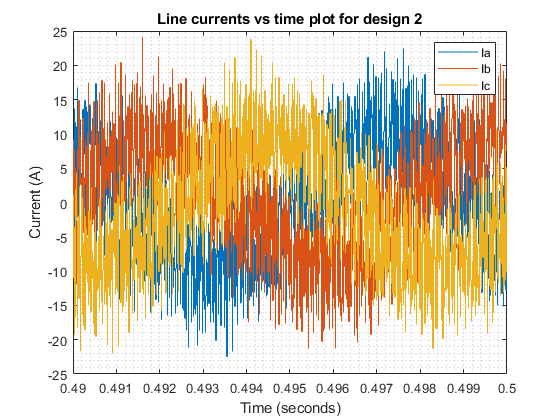 Line currents vs time plot for design 2
25
20
15
10
5
0
-5
-10
-15
-20
-25
Current (A)
Ia
Ib
Ic
0.49 0.491 0.492 0.493 0.494 0.495 0.496 0.497 0.498 0.499 0.5
Time (seconds)